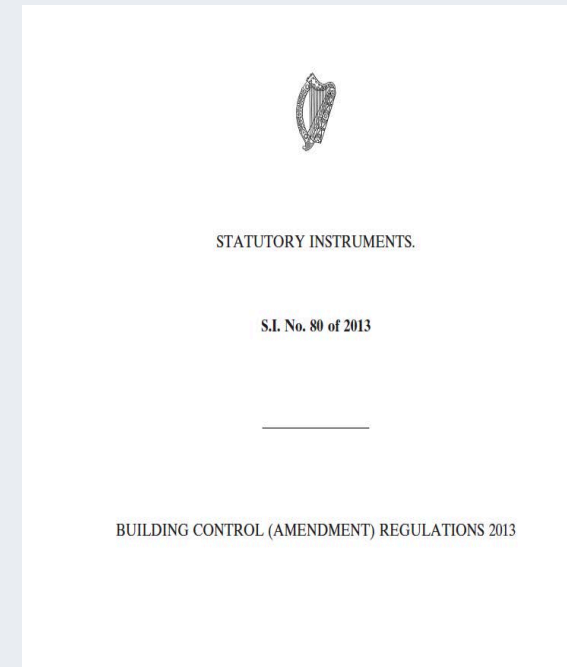 STATUTORY INSTRUMENTS.
S.I. No. 80 of 2013
BUILDING CONTROL (AMENDMENT) REGULATIONS 2013